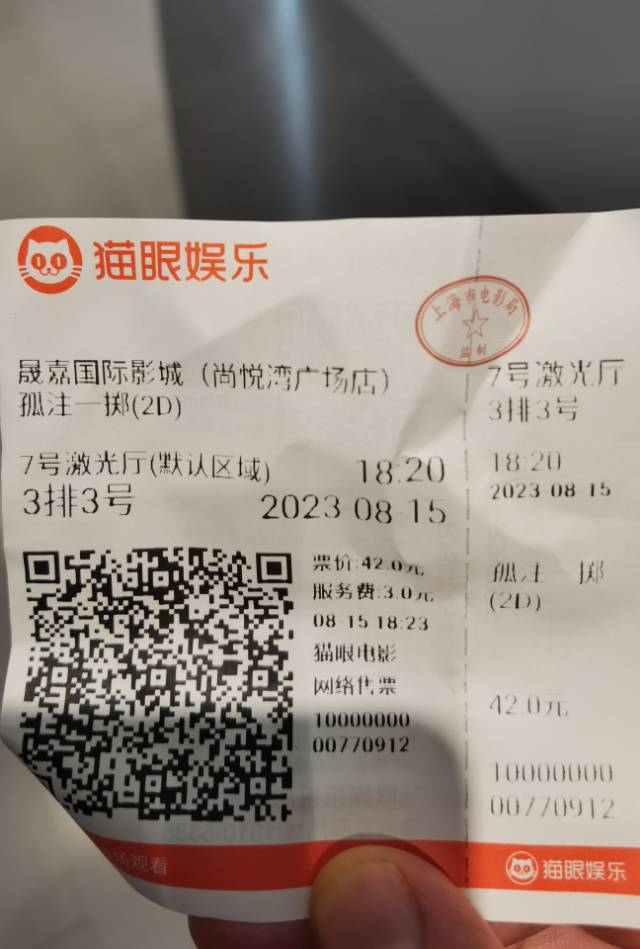 猫眼娱乐
上海市电影局
监制
晟嘉国际影城（尚悦湾广场店）
孤注一掷(2D)
7号激光厅(默认区域)
18:20
3排3号
2023-08-15
票价:42.0元
服务费:3.0元
08-15 18:23
猫眼电影
网络售票
10000000
00770912
7号激光厅
3排3号
18:20
2023-08-15
孤注一掷
(2D)
42.0元
10000000
00770912
场观看
猫眼娱乐